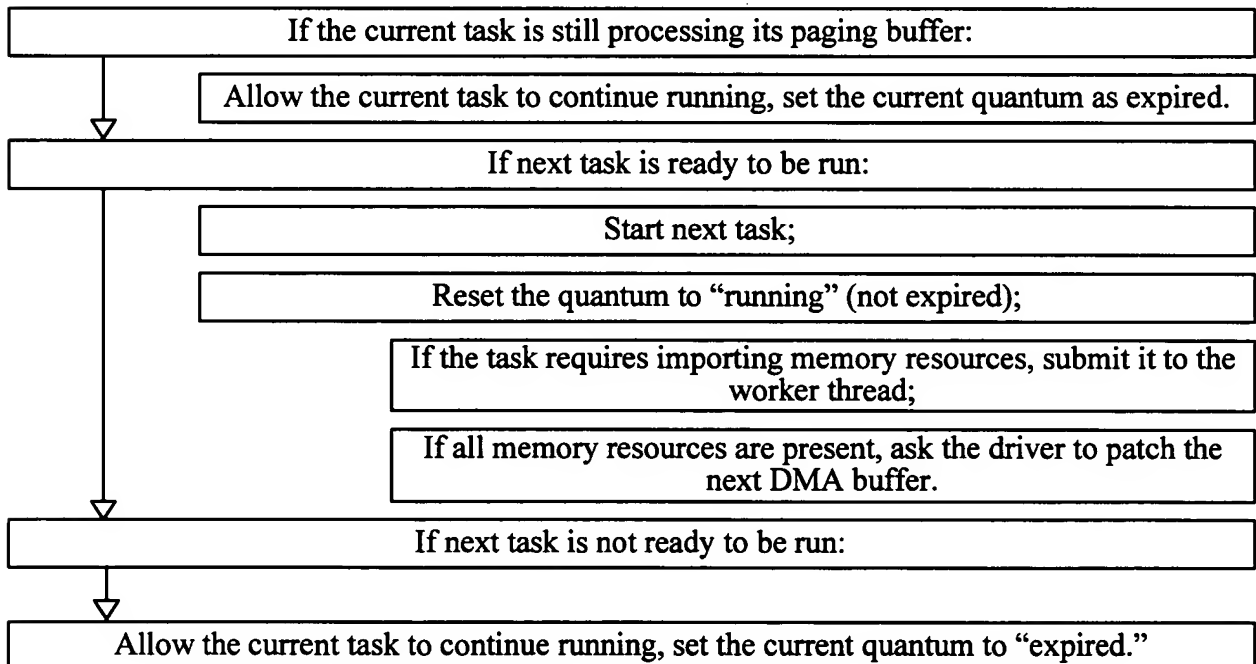 If the current task is still processing its paging buffer:
Allow the current task to continue running, set the current quantum as expired.
If next task is ready to be run:
Start next task;
Reset the quantum to “running” (not expired);
If the task requires importing memory resources, submit it to the
worker thread;
If all memory resources are present, ask the driver to patch the
next DMA buffer.
If next task is not ready to be run:
Allow the current task to continue running, set the current quantum to “expired.”